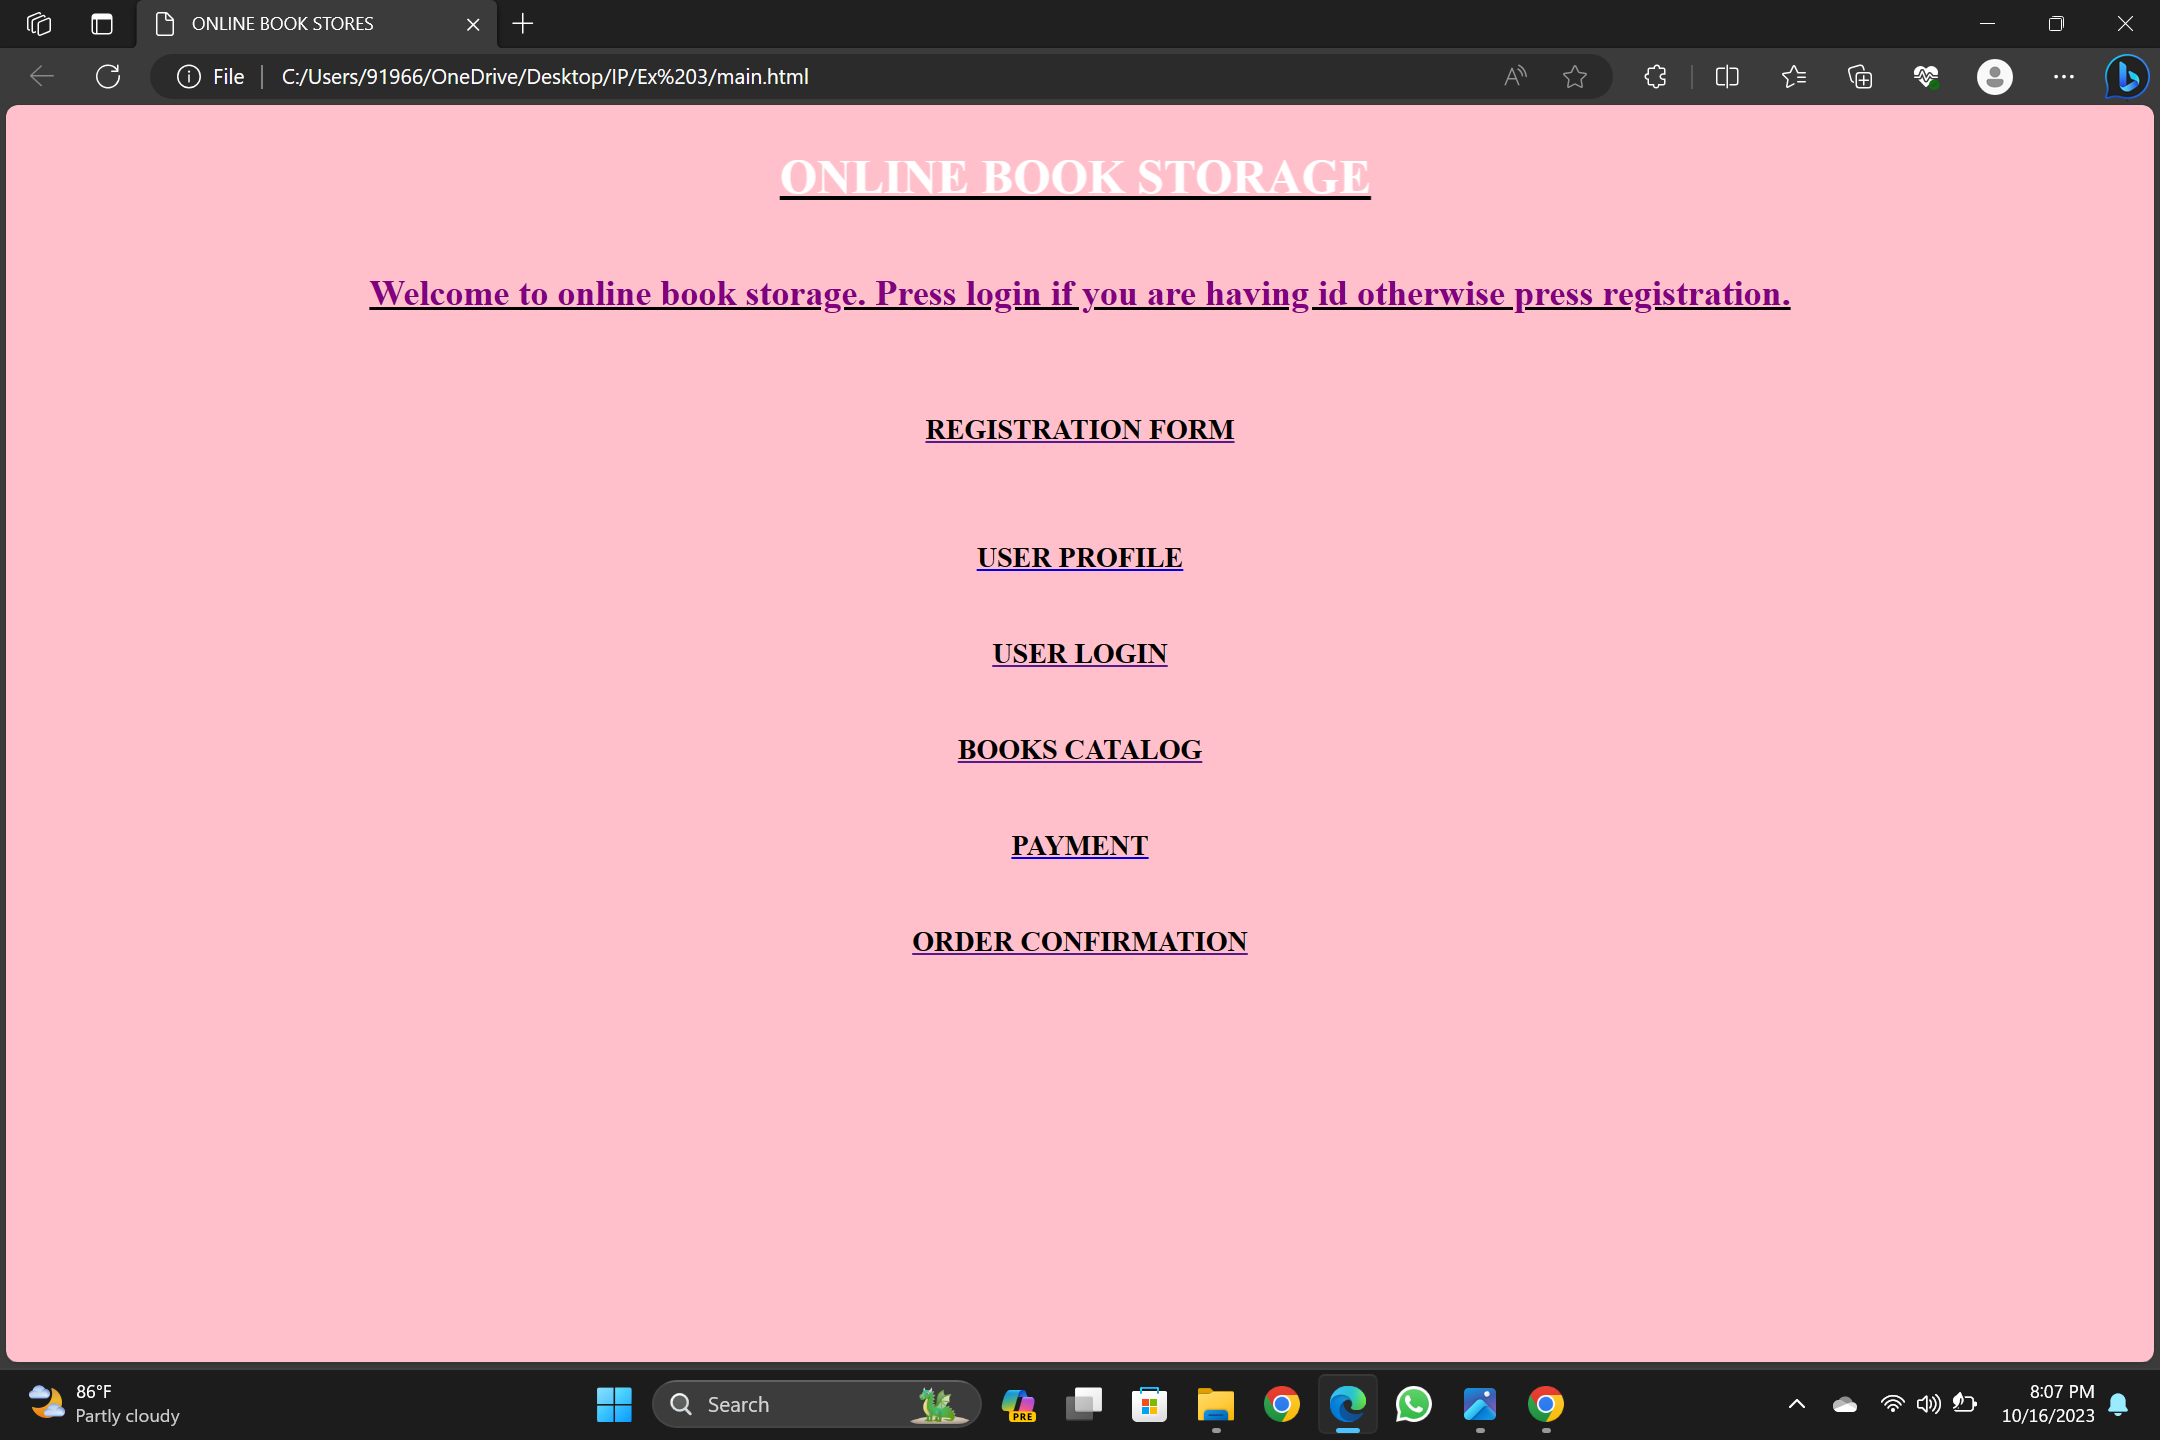 ONLINE BOOK STORES
File
C:/Users/91966/OneDrive/Desktop/IP/Ex%203/main.html
ONLINE BOOK STORAGE
Welcome to online book storage. Press login if you are having id otherwise press registration.
REGISTRATION FORM
USER PROFILE
USER LOGIN
BOOKS CATALOG
PAYMENT
ORDER CONFIRMATION
86°F
Partly cloudy
Search
PRE
8:07 PM
10/16/2023